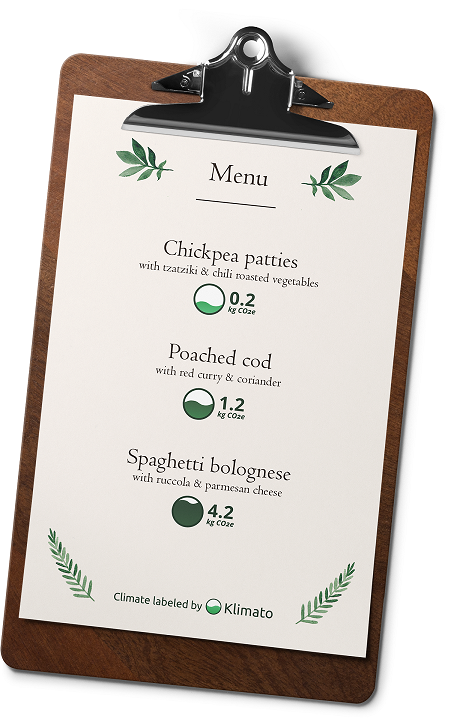 Menu
Chickpea patties
with tzatziki & chili roasted vegetables
0.2
kg CO2e
Poached cod
with red curry & coriander
1.2
kg CO2e
Spaghetti bolognese
with ruccola & parmesan cheese
4.2
kg CO2e
Climate labeled by Klimato